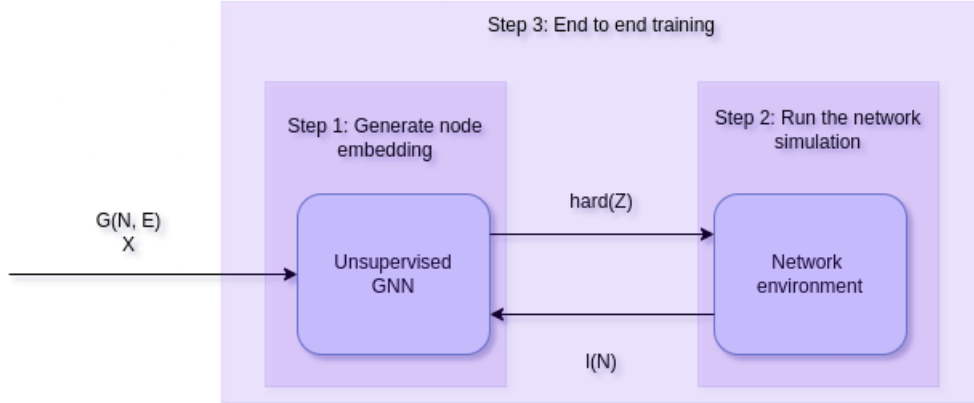 Step 3: End to end training
Step 1: Generate node
embedding
Step 2: Run the network
simulation
G(N, E)
X
hard(Z)
Unsupervised
GNN
Network
environment
I(N)